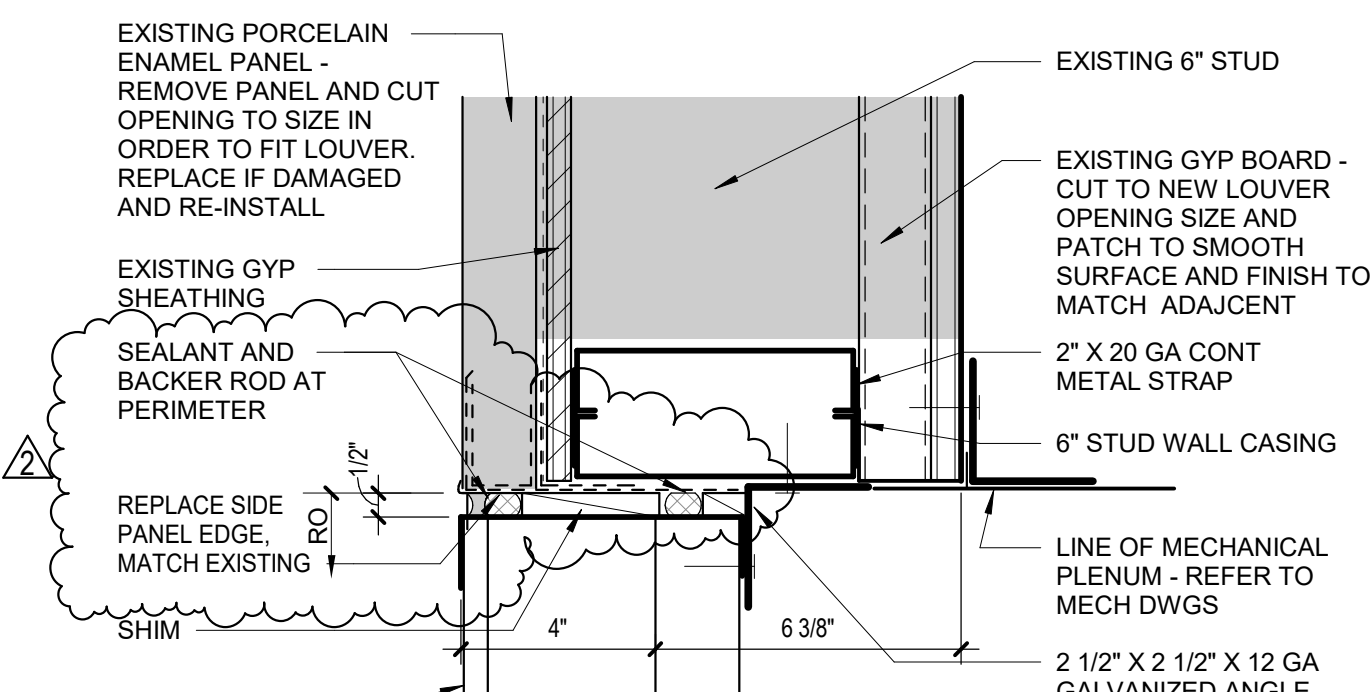 EXISTING PORCELAIN
ENAMEL PANEL -
REMOVE PANEL AND CUT
OPENING TO SIZE IN
ORDER TO FIT LOUVER.
REPLACE IF DAMAGED
AND RE-INSTALL
EXISTING GYP
SHEATHING
SEALANT AND
BACKER ROD AT
PERIMETER
2
1/2"
REPLACE SIDE
PANEL EDGE,
MATCH EXISTING
RO
SHIM
4"
6 3/8"
EXISTING 6" STUD
EXISTING GYP BOARD -
CUT TO NEW LOUVER
OPENING SIZE AND
PATCH TO SMOOTH
SURFACE AND FINISH TO
MATCH ADAJCENT
2" X 20 GA CONT
METAL STRAP
6" STUD WALL CASING
LINE OF MECHANICAL
PLENUM - REFER TO
MECH DWGS
2 1/2" X 2 1/2" X 12 GA
GALVANIZED ANGLE